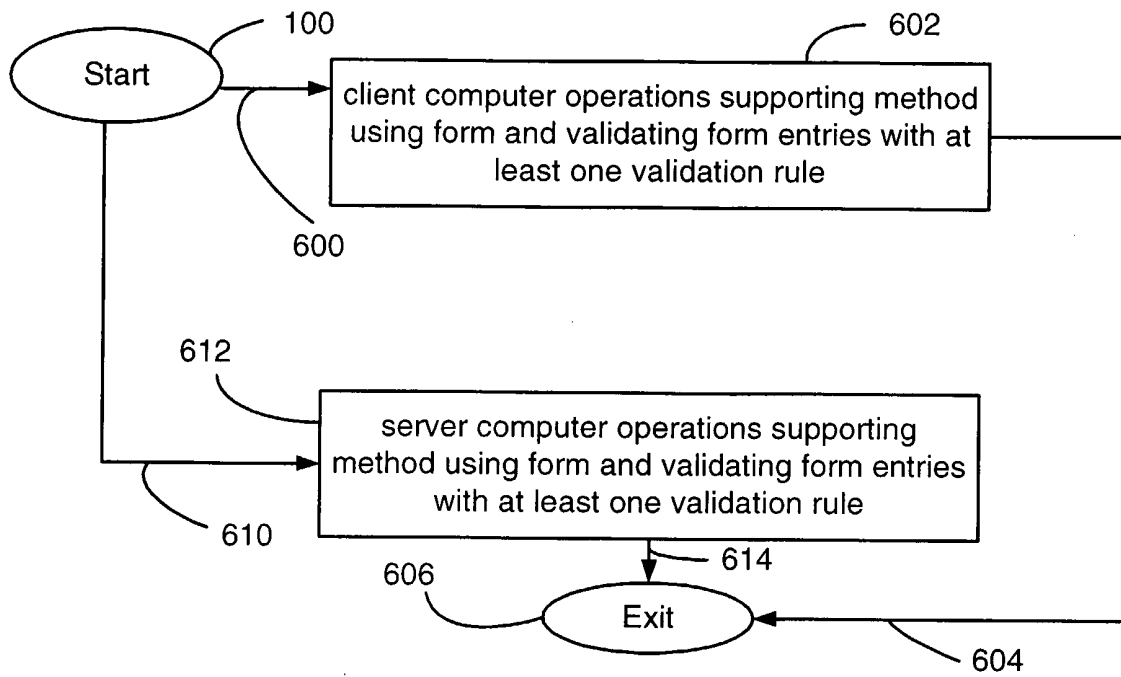 100
602
Start
client computer operations supporting method
using form and validating form entries with at
least one validation rule
600
612
server computer operations supporting
method using form and validating form entries
with at least one validation rule
610
614
606
Exit
604